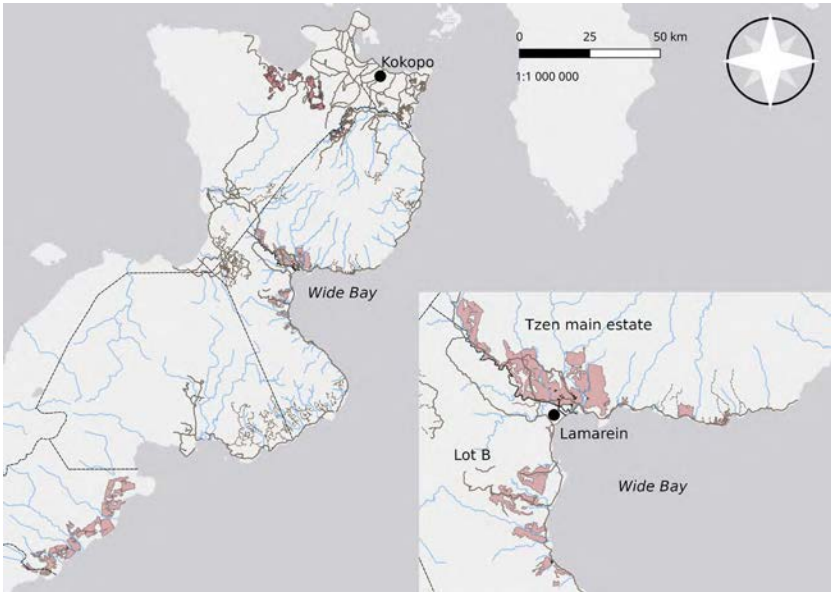 Kokopo
0 25 50 km
1:1 000 000
Wide Bay
Tzen main estate
Lamarein
Lot B
Wide Bay